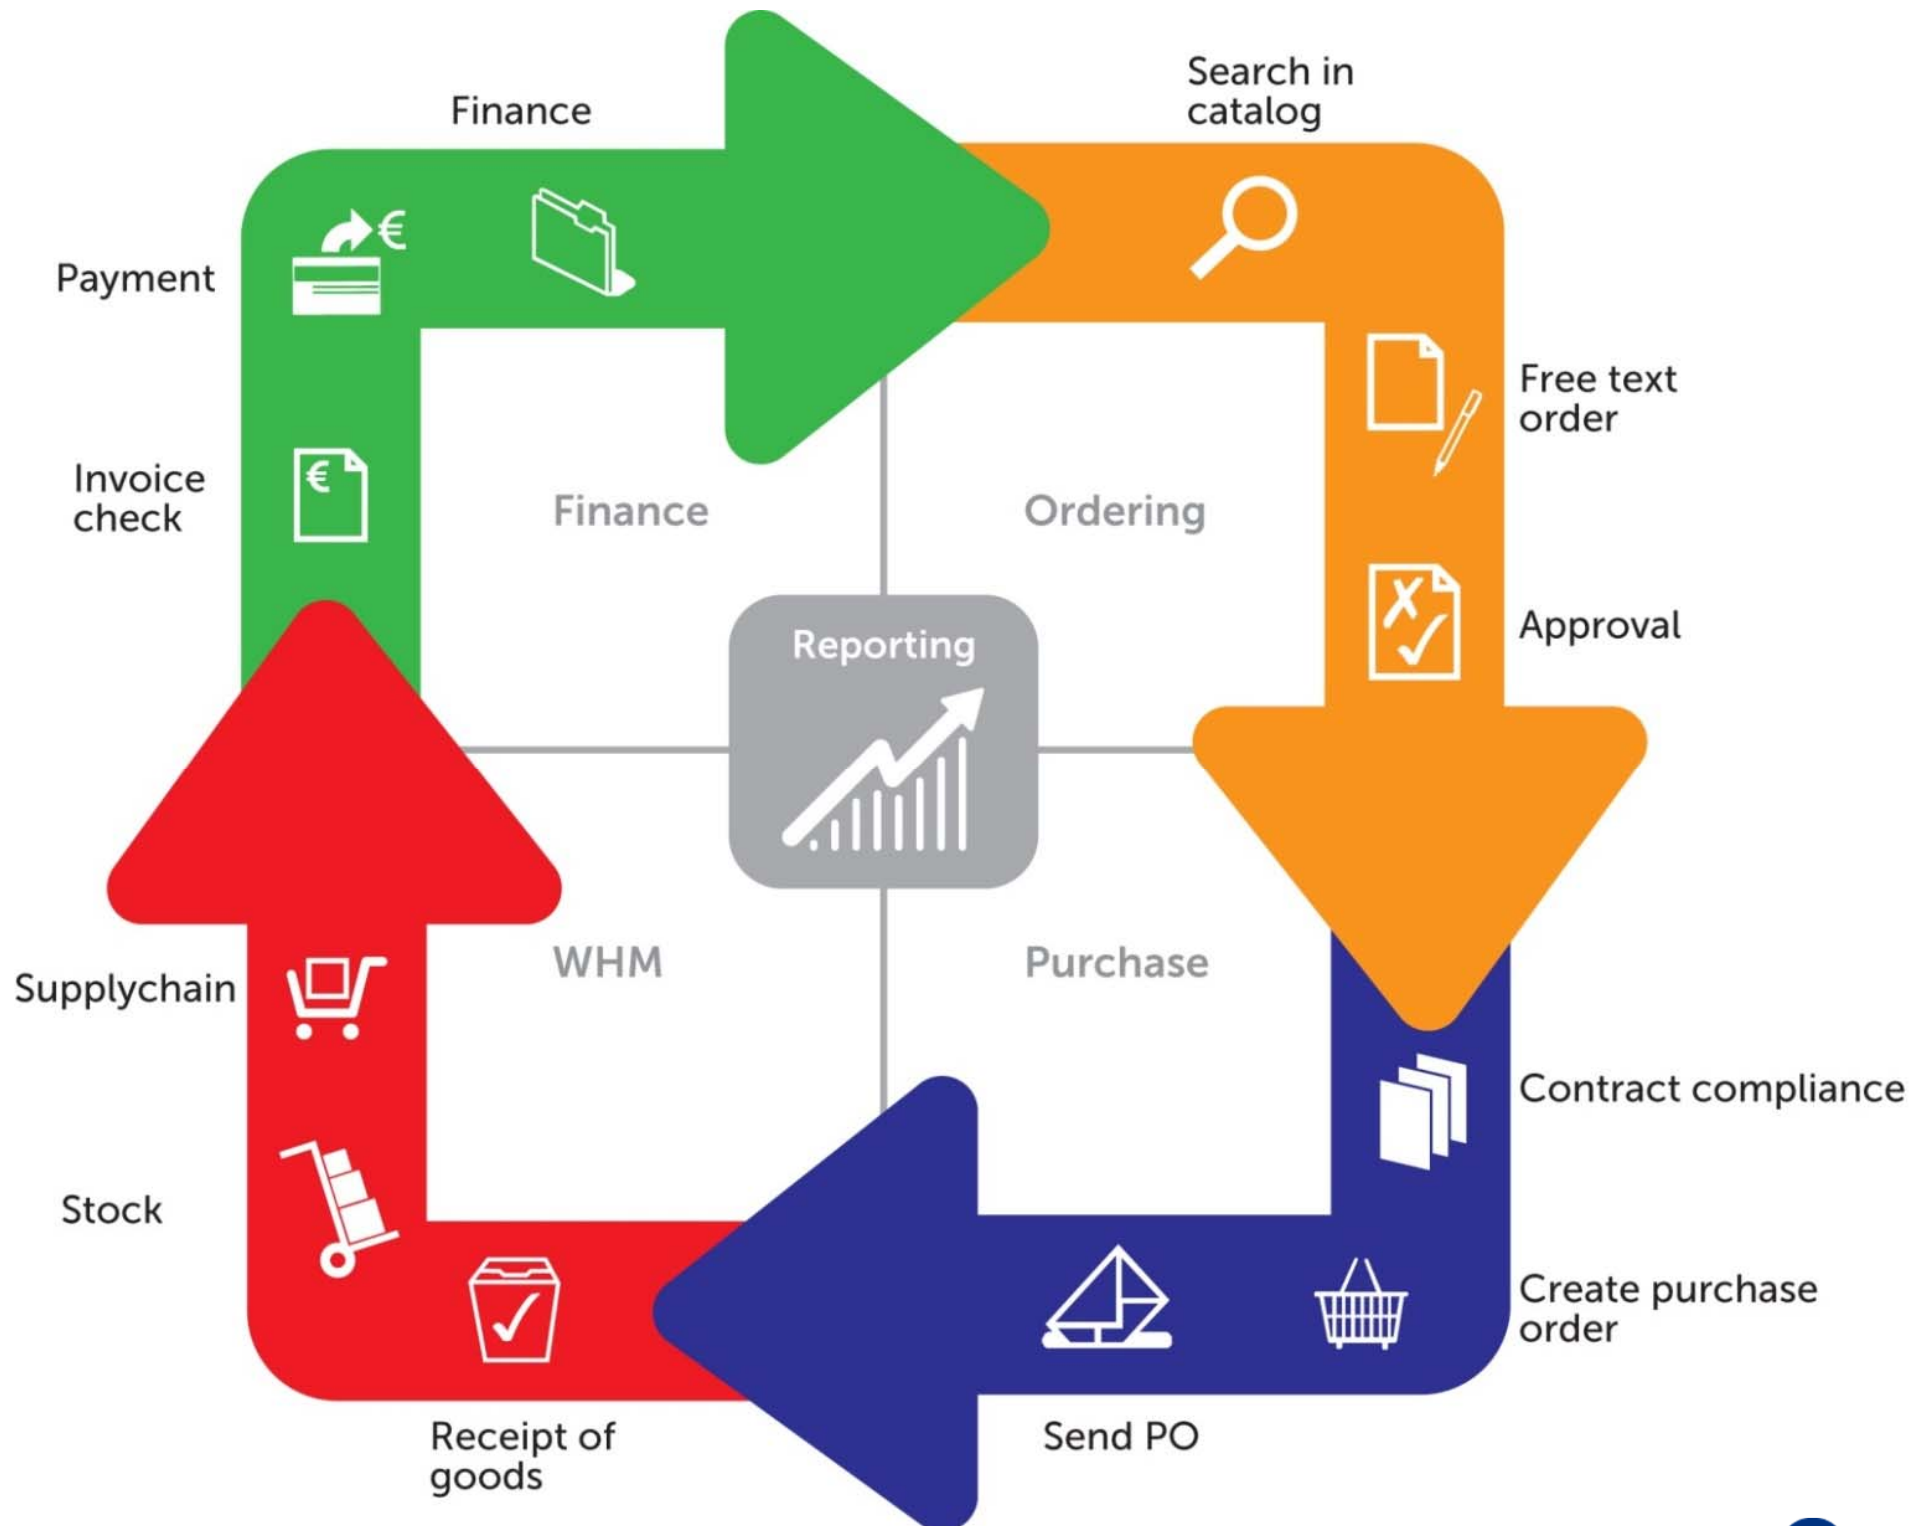 Finance
Search in
catalog
Payment
€
Free text
order
Invoice
check
€
Finance
Ordering
Approval
Reporting
WHM
Purchase
Supplychain
Contract compliance
Stock
Create purchase
order
Receipt of
goods
Send PO